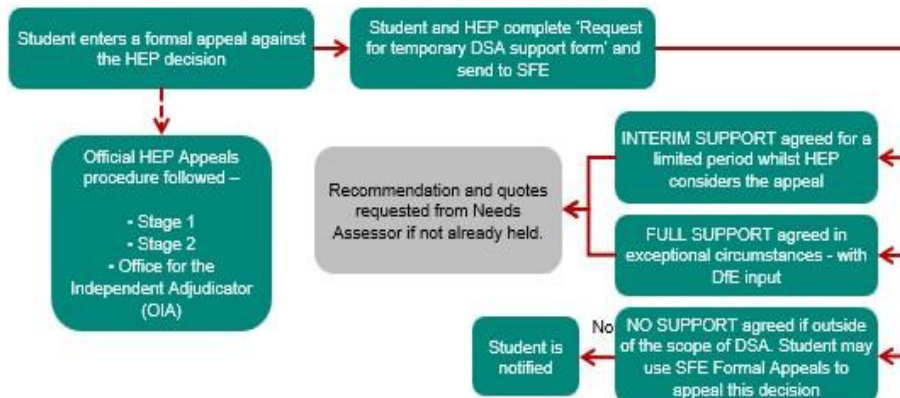 Student enters a formal appeal against
the HEP decision
Student and HEP complete ‘Request
for temporary DSA support form’ and
send to SFE
Official HEP Appeals
procedure followed –
- Stage 1
- Stage 2
- Office for the
Independent Adjudicator
(OIA)
Recommendation and quotes
requested from Needs
Assessor if not already held.
INTERIM SUPPORT agreed for a
limited period whilst HEP
considers the appeal
FULL SUPPORT agreed in
exceptional circumstances - with
DfE input
NO SUPPORT agreed if outside
of the scope of DSA. Student may
use SFE Formal Appeals to
appeal this decision
No
Student is
notified